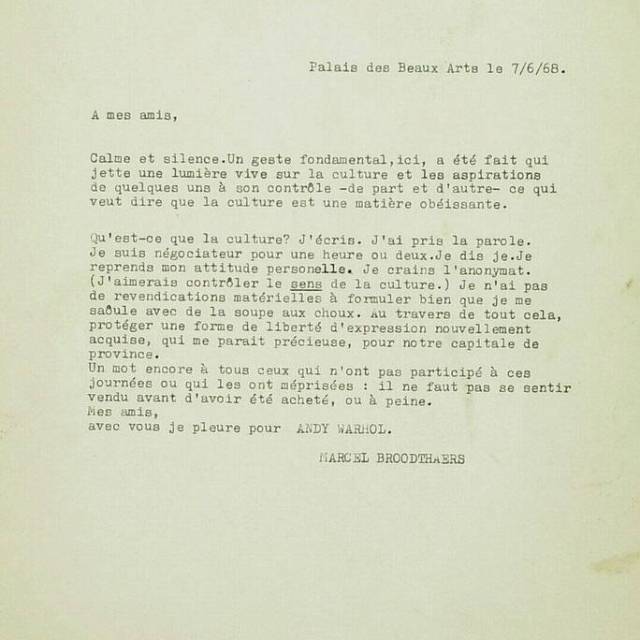 Palais des Beaux Arts le 7/6/68.
A mes amis,
Calme et silence.Un geste fondamental,ici, a été fait qui
jette une lumière vive sur la culture et les aspirations
de quelques uns à son contrôle -de part et d'autre- ce qui
veut dire que la culture est une matière obéissante.
Qu'est-ce que la culture? J'écris. J'ai pris la parole.
Je suis négociateur pour une heure ou deux.Je dis je.Je
reprends mon attitude personelle. Je crains l'anonymat.
(J'aimerais contrôler le sens de la culture.) Je n'ai pas
de revendications matérielles à formuler bien que je me
saôule avec de la soupe aux choux. Au travers de tout cela,
protéger une forme de liberté d'expression nouvellement
acquise, qui me parait précieuse, pour notre capitale de
province.
Un mot encore à tous ceux qui n'ont pas participé à ces
journées ou qui les ont méprisées : il ne faut pas se sentir
vendu avant d'avoir été acheté, ou à peine.
Mes amis,
avec vous je pleure pour ANDY WARHOL.
MARCEL BROODTHAERS